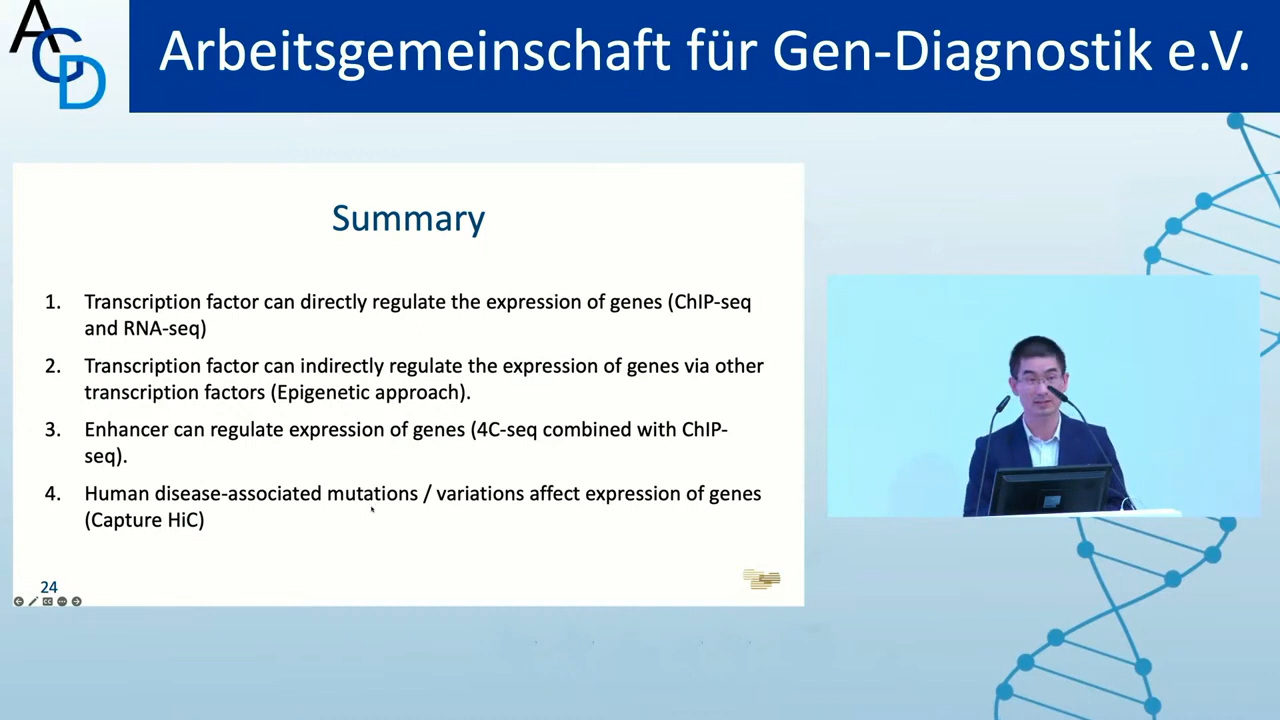 AGD
Arbeitsgemeinschaft für Gen-Diagnostik e.V.
Summary
1. Transcription factor can directly regulate the expression of genes (ChIP-seq
and RNA-seq)
2. Transcription factor can indirectly regulate the expression of genes via other
transcription factors (Epigenetic approach).
3. Enhancer can regulate expression of genes (4C-seq combined with ChIP-
seq).
4. Human disease-associated mutations / variations affect expression of genes
(Capture HiC)
24